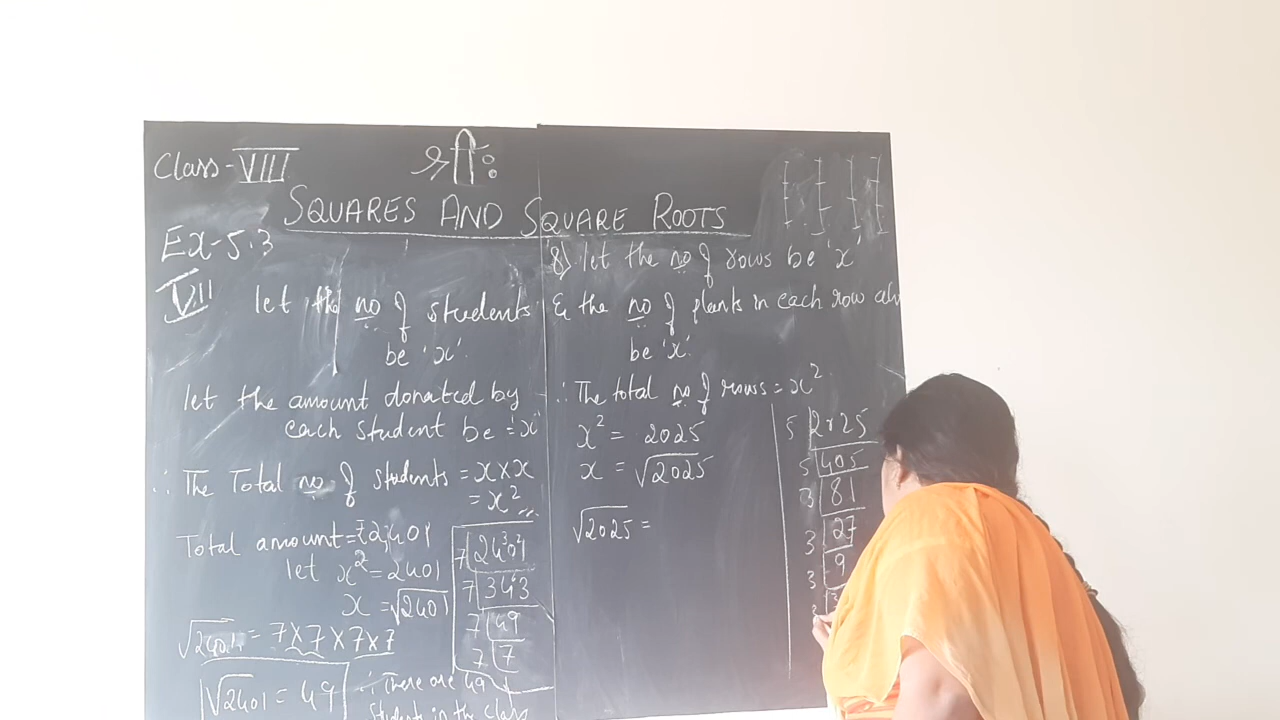 Class-VIII
SQUARES AND SQUARE ROOTS
Ex-5.3
VII
let the no of students
be 'x'.
let the amount donated by
each student be = 'x'
∴ The Total no of students = x×x
= x²
Total amount=₹2,401
let x²=2401
x =√2401
√2401 = 7×7×7×7
√2401 = 49
7 2401
7 343
7 49
7 7
∴ There are 49
Students in the class
8) let the no of rows be 'x'
& the no of plants in each row
be 'x'.
∴ The total no of rows = x²
x² = 2025
x = √2025
√2025 =
5 2025
5 405
3 81
3 27
3 9
3 3